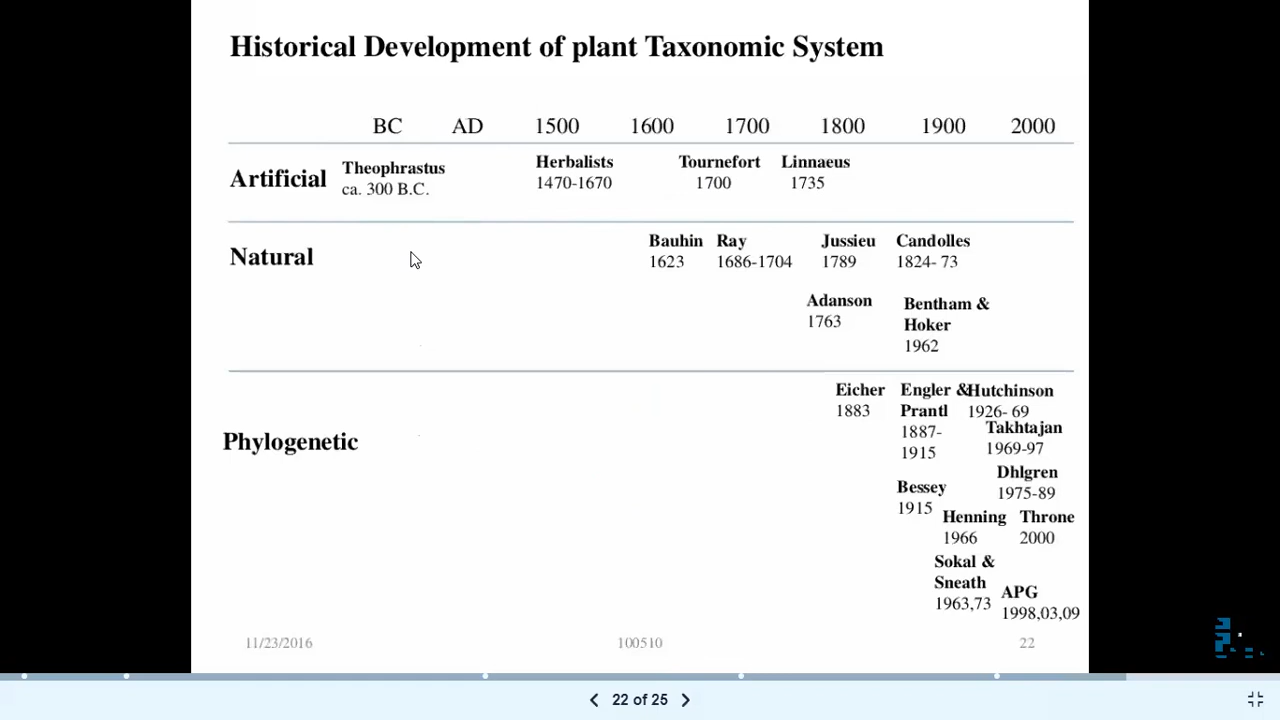 Historical Development of plant Taxonomic System
BC AD 1500 1600 1700 1800 1900 2000
Artificial
Theophrastus
ca. 300 B.C.
Herbalists
1470-1670
Tournefort
1700
Linnaeus
1735
Natural
Bauhin
1623
Ray
1686-1704
Jussieu
1789
Candolles
1824- 73
Adanson
1763
Bentham &
Hoker
1962
Phylogenetic
Eicher
1883
Engler &
Prantl
1887-
1915
Hutchinson
1926- 69
Takhtajan
1969-97
Dhlgren
1975-89
Bessey
1915
Henning
1966
Throne
2000
Sokal &
Sneath
1963,73
APG
1998,03,09
11/23/2016 100510 22
22 of 25